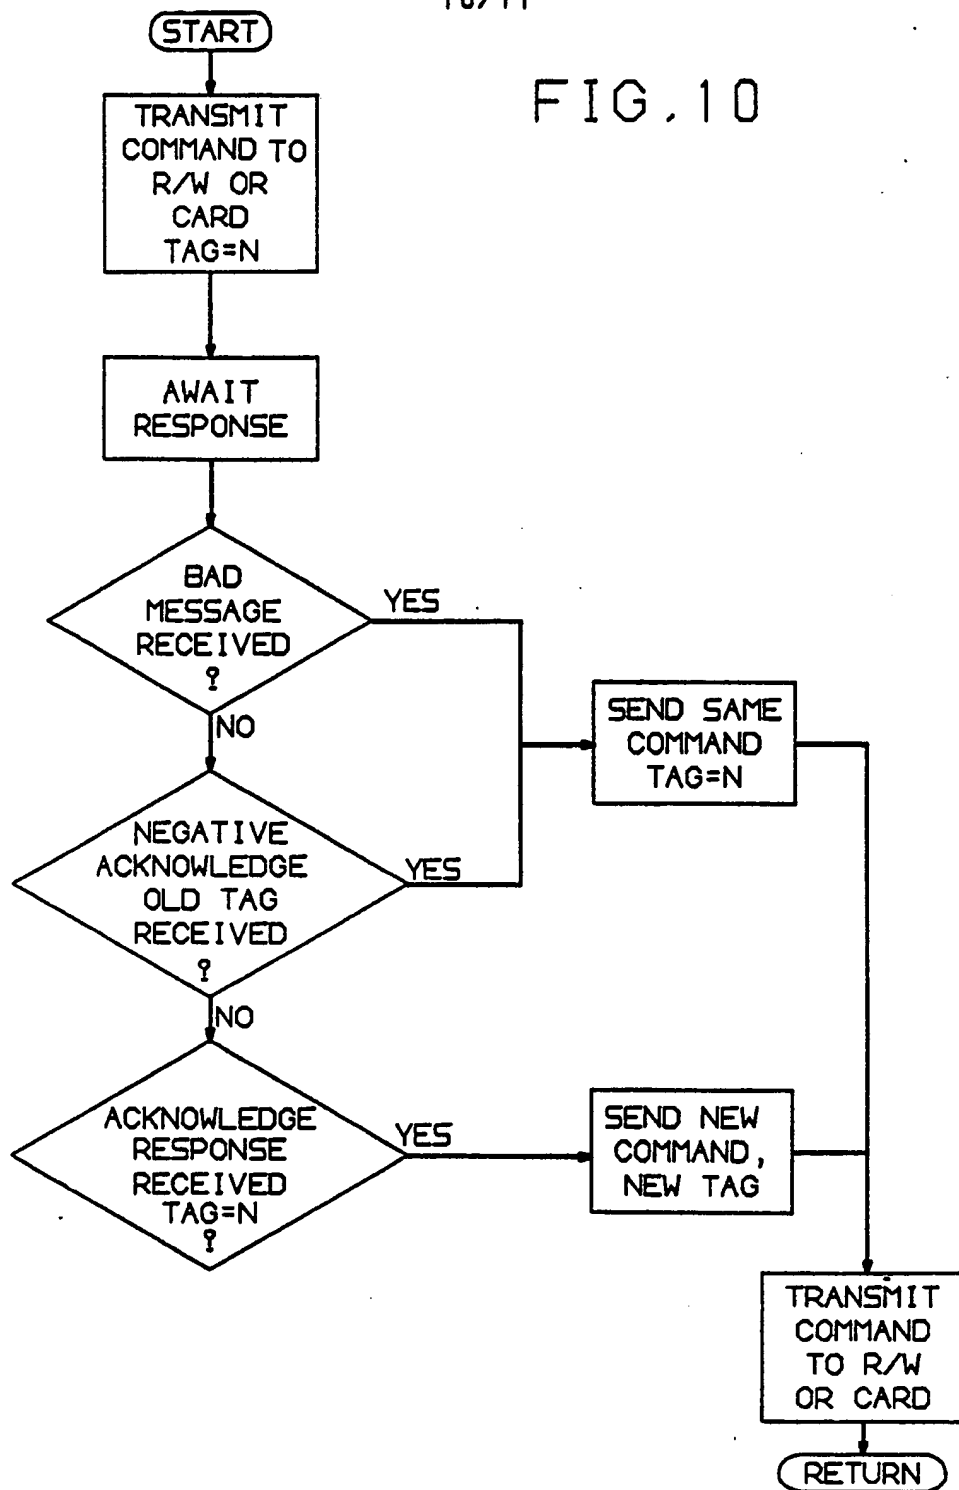 10/11
START
FIG.10
TRANSMIT
COMMAND TO
R/W OR
CARD
TAG=N
AWAIT
RESPONSE
BAD
MESSAGE
RECEIVED
?
YES
NO
SEND SAME
COMMAND
TAG=N
NEGATIVE
ACKNOWLEDGE
OLD TAG
RECEIVED
?
YES
NO
ACKNOWLEDGE
RESPONSE
RECEIVED
TAG=N
?
YES
SEND NEW
COMMAND,
NEW TAG
TRANSMIT
COMMAND
TO R/W
OR CARD
RETURN